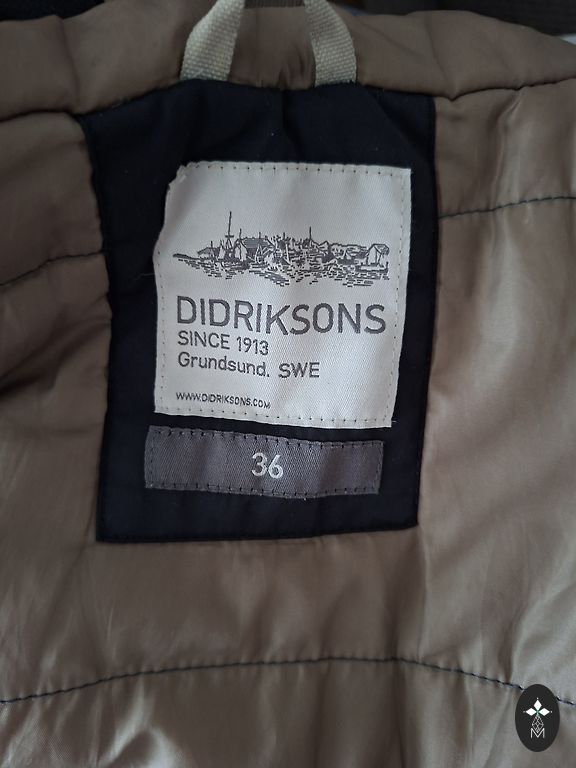 DIDRIKSONS
SINCE 1913
Grundsund. SWE
WWW.DIDRIKSONS.COM
36
M